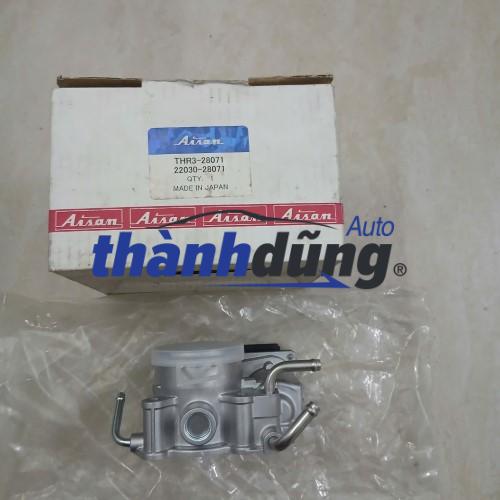 Aisan
THR3-28071
22030-28071
QTY. 1
MADE IN JAPAN
Aisan Aisan Aisan Aisan
Auto
thànhdũng®